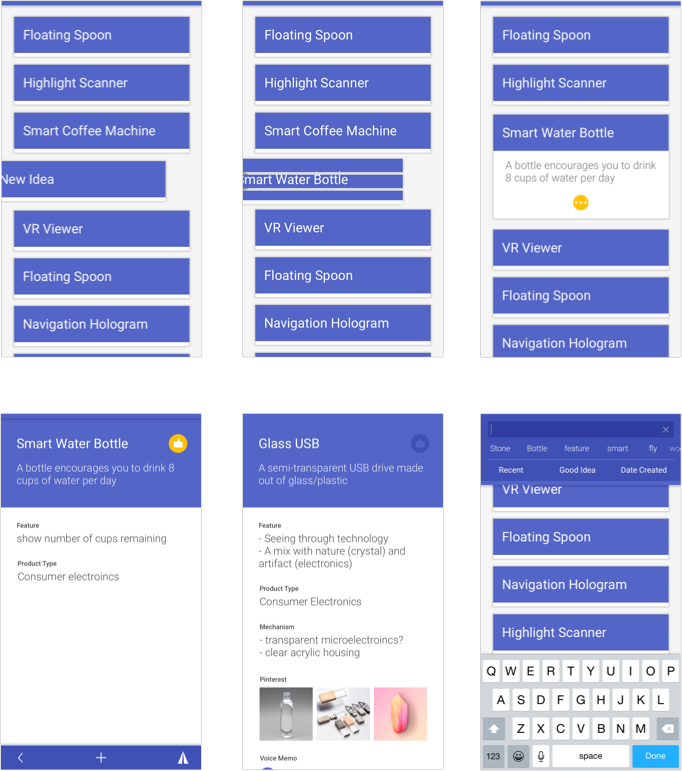 Floating Spoon
Highlight Scanner
Smart Coffee Machine
New Idea
VR Viewer
Floating Spoon
Navigation Hologram
Floating Spoon
Highlight Scanner
Smart Coffee Machine
Smart Water Bottle
VR Viewer
Floating Spoon
Navigation Hologram
Floating Spoon
Highlight Scanner
Smart Water Bottle
A bottle encourages you to drink
8 cups of water per day
VR Viewer
Floating Spoon
Navigation Hologram
Smart Water Bottle
A bottle encourages you to drink 8
cups of water per day
Feature
show number of cups remaining
Product Type
Consumer electroincs
Glass USB
A semi-transparent USB drive made
out of glass/plastic
Feature
- Seeing through technology
- A mix with nature (crystal) and
artifact (electronics)
Product Type
Consumer Electronics
Mechanism
- transparent microelectroincs?
- clear acrylic housing
Pinterest
Voice Memo
Stone Bottle feature smart fly wo
Recent Good Idea Date Created
VR Viewer
Floating Spoon
Navigation Hologram
Highlight Scanner
Q W E R T Y U I O P
A S D F G H J K L
Z X C V B N M
123 space Done